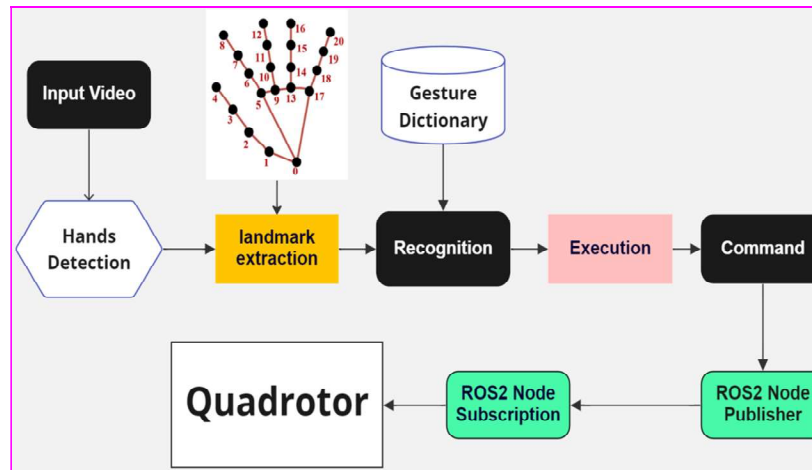 Input Video
8
12
16
20
7
11
15
19
6
10
14
18
4
5
9
13
17
3
2
1
0
Gesture
Dictionary
Hands
Detection
landmark
extraction
Recognition
Execution
Command
Quadrotor
ROS2 Node
Subscription
ROS2 Node
Publisher